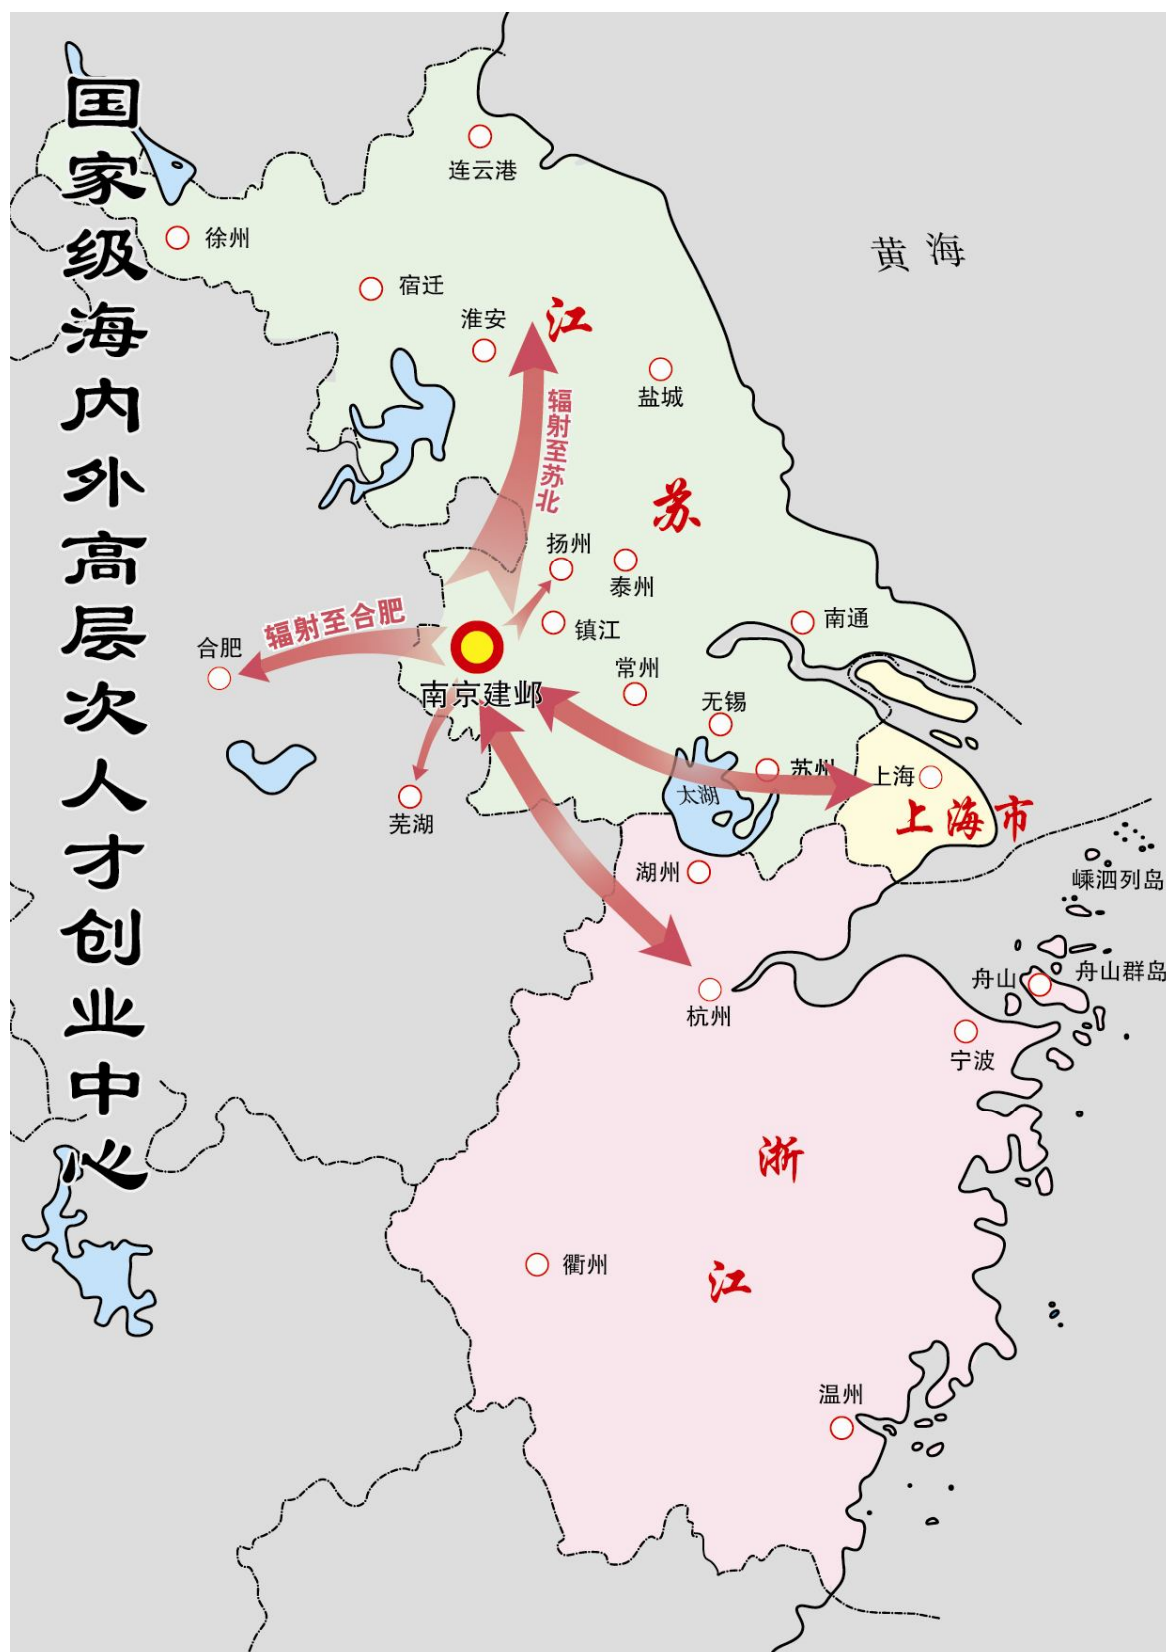 国家级海内外高层次人才创业中心
连云港
徐州
黄海
宿迁
江
淮安
盐城
辐射至苏北
苏
扬州
泰州
辐射至合肥
南通
镇江
合肥
常州
南京建邺
无锡
苏州
上海
太湖
芜湖
上海市
湖州
嵊泗列岛
舟山
舟山群岛
杭州
宁波
浙
衢州
江
温州